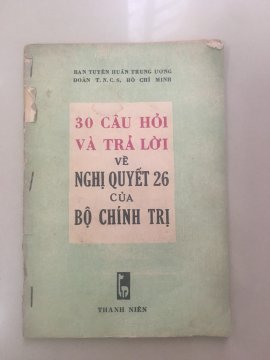 BAN TUYÊN HUẤN TRUNG ƯƠNG
ĐOÀN T.N.C.S. HỒ CHÍ MINH
30 CÂU HỎI
VÀ TRẢ LỜI
VỀ
NGHỊ QUYẾT 26
CỦA
BỘ CHÍNH TRỊ
THANH NIÊN